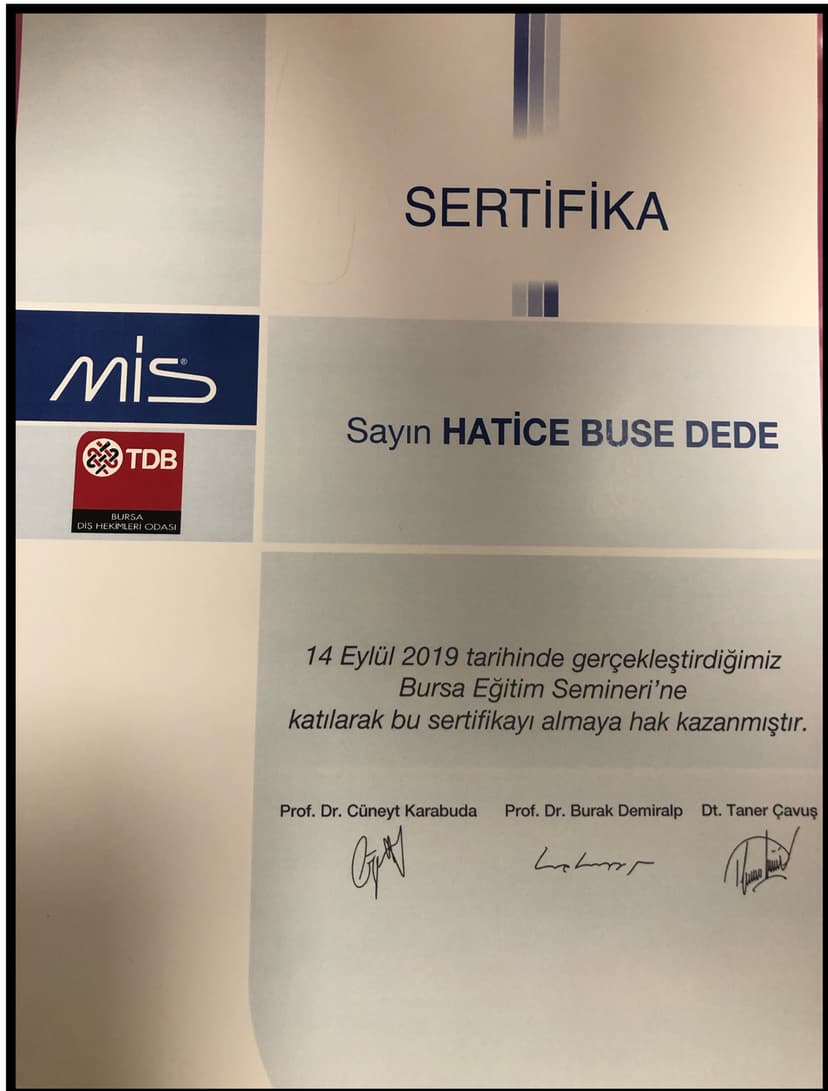 SERTİFİKA
MİS®
TDB
BURSA
DİŞ HEKİMLERİ ODASI
Sayın HATİCE BUSE DEDE
14 Eylül 2019 tarihinde gerçekleştirdiğimiz
Bursa Eğitim Semineri’ne
katılarak bu sertifikayı almaya hak kazanmıştır.
Prof. Dr. Cüneyt Karabuda Prof. Dr. Burak Demiralp Dt. Taner Çavuş